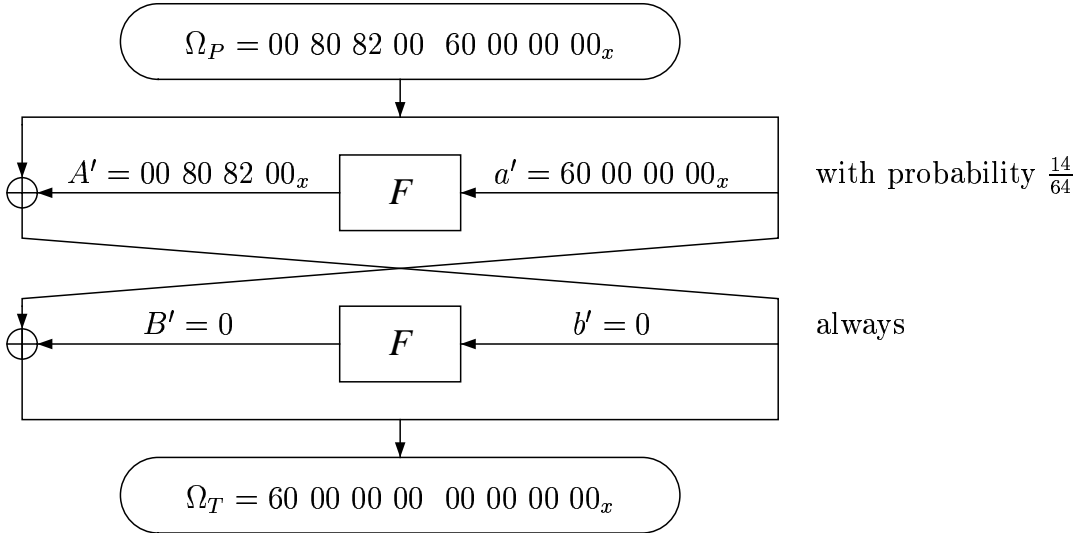 Ω_P = 00 80 82 00 60 00 00 00_x
A′ = 00 80 82 00_x F a′ = 60 00 00 00_x with probability 14/64
B′ = 0 F b′ = 0 always
Ω_T = 60 00 00 00 00 00 00 00_x